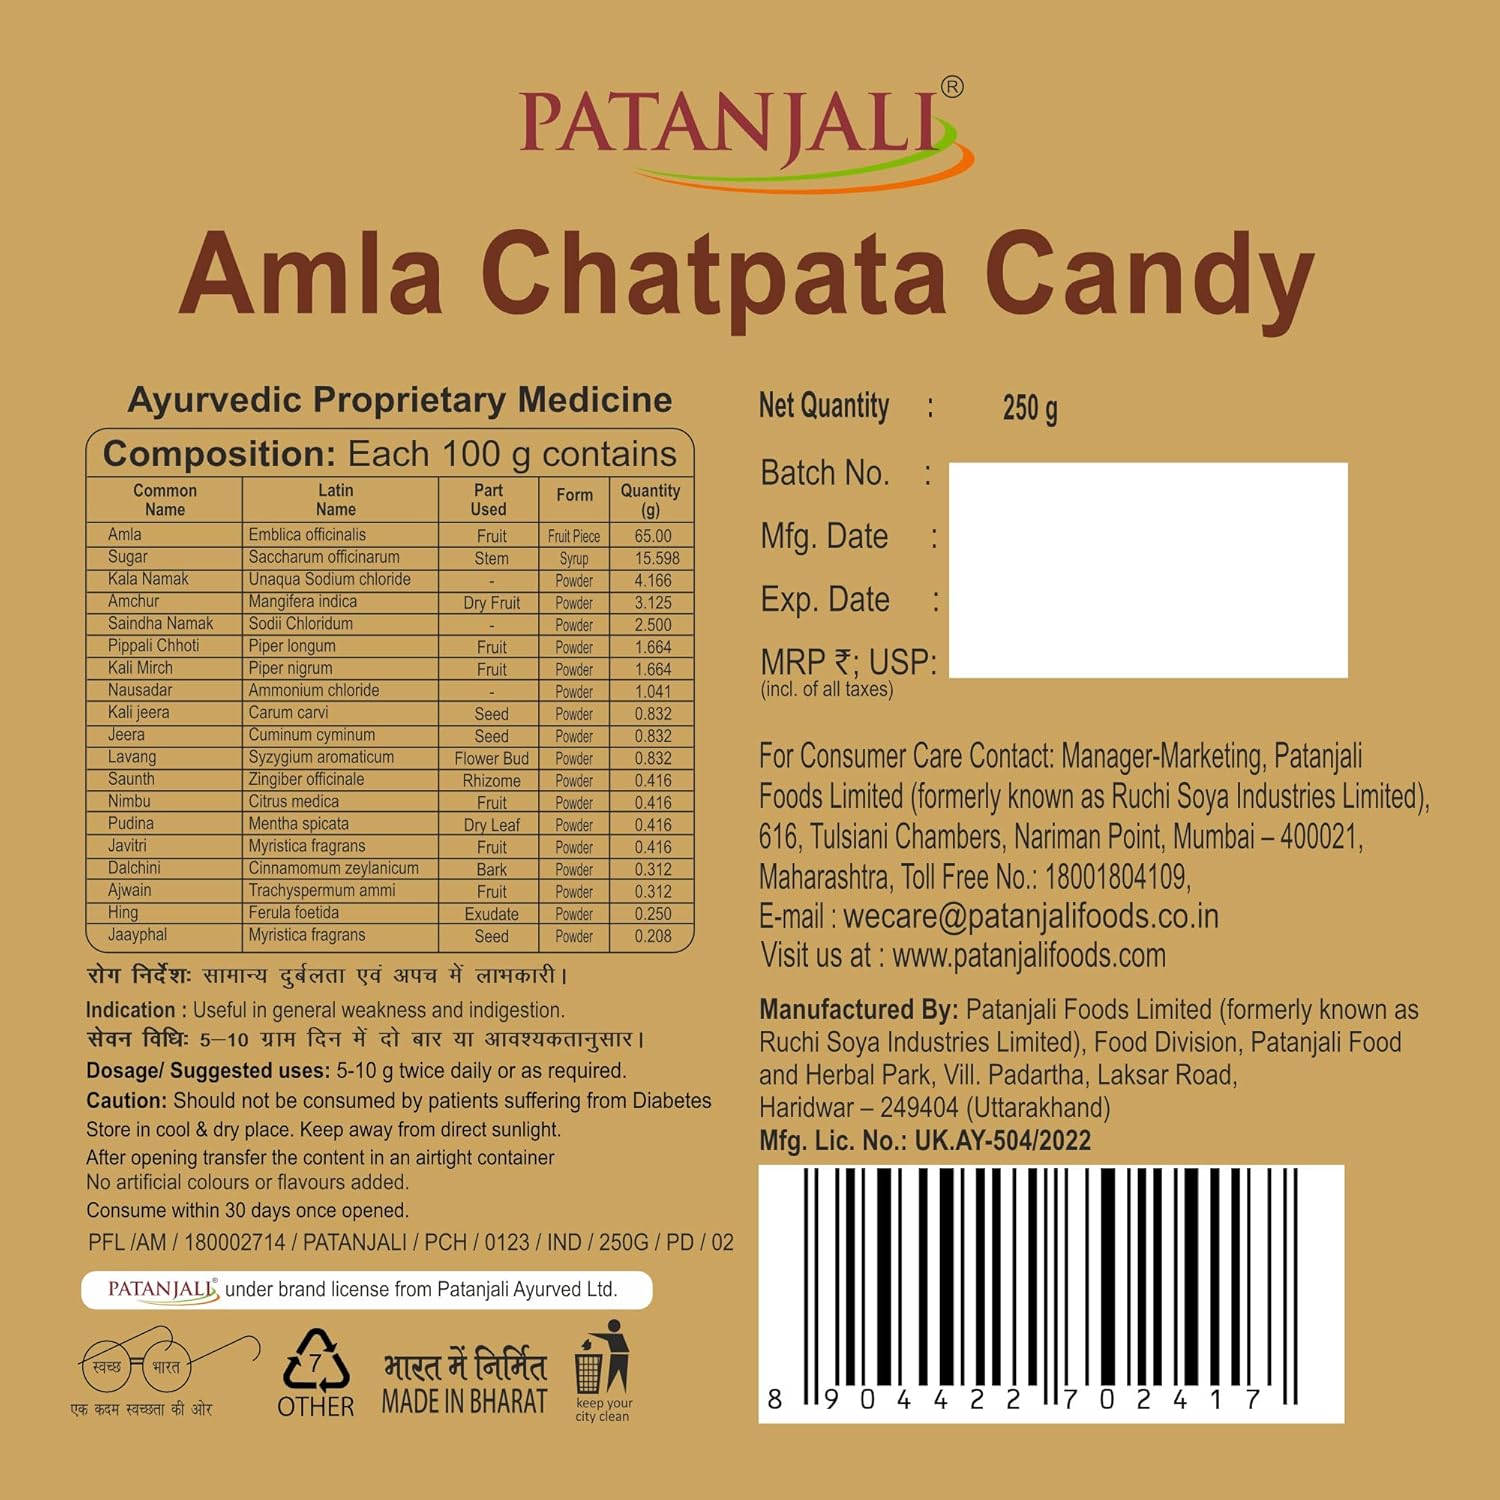 PATANJALI®
Amla Chatpata Candy
Ayurvedic Proprietary Medicine
Composition: Each 100 g contains
Common Name Latin Name Part Used Form Quantity (g)
Amla Emblica officinalis Fruit Fruit Piece 65.00
Sugar Saccharum officinarum Stem Syrup 15.598
Kala Namak Unaqua Sodium chloride - Powder 4.166
Amchur Mangifera indica Dry Fruit Powder 3.125
Saindha Namak Sodii Chloridum - Powder 2.500
Pippali Chhoti Piper longum Fruit Powder 1.664
Kali Mirch Piper nigrum Fruit Powder 1.664
Nausadar Ammonium chloride - Powder 1.041
Kali jeera Carum carvi Seed Powder 0.832
Jeera Cuminum cyminum Seed Powder 0.832
Lavang Syzygium aromaticum Flower Bud Powder 0.832
Saunth Zingiber officinale Rhizome Powder 0.416
Nimbu Citrus medica Fruit Powder 0.416
Pudina Mentha spicata Dry Leaf Powder 0.416
Javitri Myristica fragrans Fruit Powder 0.416
Dalchini Cinnamomum zeylanicum Bark Powder 0.312
Ajwain Trachyspermum ammi Fruit Powder 0.312
Hing Ferula foetida Exudate Powder 0.250
Jaayphal Myristica fragrans Seed Powder 0.208
रोग निर्देशः सामान्य दुर्बलता एवं अपच में लाभकारी।
Indication : Useful in general weakness and indigestion.
सेवन विधिः 5–10 ग्राम दिन में दो बार या आवश्यकतानुसार।
Dosage/ Suggested uses: 5-10 g twice daily or as required.
Caution: Should not be consumed by patients suffering from Diabetes
Store in cool & dry place. Keep away from direct sunlight.
After opening transfer the content in an airtight container
No artificial colours or flavours added.
Consume within 30 days once opened.
PFL /AM / 180002714 / PATANJALI / PCH / 0123 / IND / 250G / PD / 02
PATANJALI® under brand license from Patanjali Ayurved Ltd.
स्वच्छ भारत
एक कदम स्वच्छता की ओर
7
OTHER
भारत में निर्मित
MADE IN BHARAT
keep your
city clean
Net Quantity : 250 g
Batch No. :
Mfg. Date :
Exp. Date :
MRP ₹; USP:
(incl. of all taxes)
For Consumer Care Contact: Manager-Marketing, Patanjali
Foods Limited (formerly known as Ruchi Soya Industries Limited),
616, Tulsiani Chambers, Nariman Point, Mumbai – 400021,
Maharashtra, Toll Free No.: 18001804109,
E-mail : wecare@patanjalifoods.co.in
Visit us at : www.patanjalifoods.com
Manufactured By: Patanjali Foods Limited (formerly known as
Ruchi Soya Industries Limited), Food Division, Patanjali Food
and Herbal Park, Vill. Padartha, Laksar Road,
Haridwar – 249404 (Uttarakhand)
Mfg. Lic. No.: UK.AY-504/2022
8 904422 702417